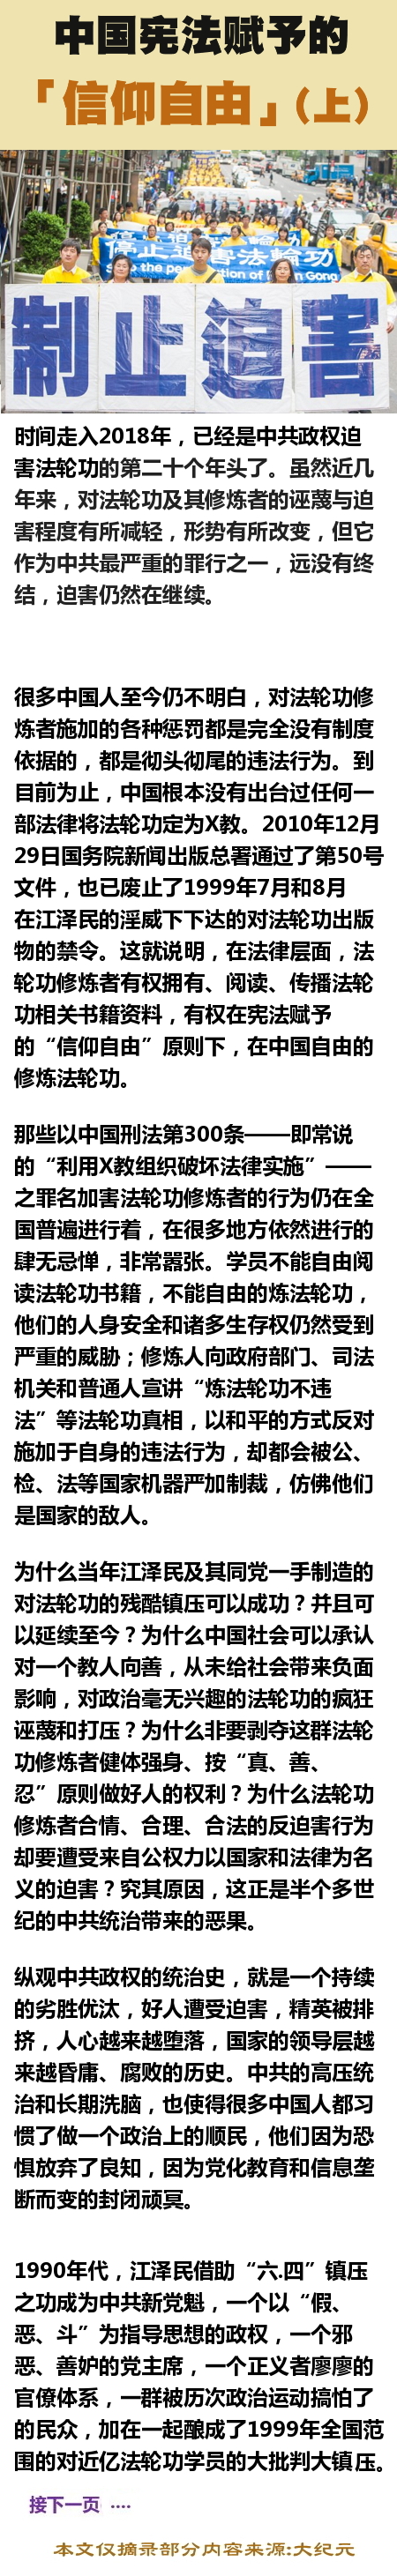 中国宪法赋予的
「信仰自由」（上）
停止迫害法輪功
Stop the persecution of Falun Gong
制止迫害
时间走入2018年，已经是中共政权迫
害法轮功的第二十个年头了。虽然近几
年来，对法轮功及其修炼者的诬蔑与迫
害程度有所减轻，形势有所改变，但它
作为中共最严重的罪行之一，远没有终
结，迫害仍然在继续。
很多中国人至今仍不明白，对法轮功修
炼者施加的各种惩罚都是完全没有制度
依据的，都是彻头彻尾的违法行为。到
目前为止，中国根本没有出台过任何一
部法律将法轮功定为X教。2010年12月
29日国务院新闻出版总署通过了第50号
文件，也已废止了1999年7月和8月
在江泽民的淫威下下达的对法轮功出版
物的禁令。这就说明，在法律层面，法
轮功修炼者有权拥有、阅读、传播法轮
功相关书籍资料，有权在宪法赋予
的“信仰自由”原则下，在中国自由的
修炼法轮功。
那些以中国刑法第300条——即常说
的“利用X教组织破坏法律实施”——
之罪名加害法轮功修炼者的行为仍在全
国普遍进行着，在很多地方依然进行的
肆无忌惮，非常嚣张。学员不能自由阅
读法轮功书籍，不能自由的炼法轮功，
他们的人身安全和诸多生存权仍然受到
严重的威胁；修炼人向政府部门、司法
机关和普通人宣讲“炼法轮功不违
法”等法轮功真相，以和平的方式反对
施加于自身的违法行为，却都会被公、
检、法等国家机器严加制裁，仿佛他们
是国家的敌人。
为什么当年江泽民及其同党一手制造的
对法轮功的残酷镇压可以成功？并且可
以延续至今？为什么中国社会可以承认
对一个教人向善，从未给社会带来负面
影响，对政治毫无兴趣的法轮功的疯狂
诬蔑和打压？为什么非要剥夺这群法轮
功修炼者健体强身、按“真、善、
忍”原则做好人的权利？为什么法轮功
修炼者合情、合理、合法的反迫害行为
却要遭受来自公权力以国家和法律为名
义的迫害？究其原因，这正是半个多世
纪的中共统治带来的恶果。
纵观中共政权的统治史，就是一个持续
的劣胜优汰，好人遭受迫害，精英被排
挤，人心越来越堕落，国家的领导层越
来越昏庸、腐败的历史。中共的高压统
治和长期洗脑，也使得很多中国人都习
惯了做一个政治上的顺民，他们因为恐
惧放弃了良知，因为党化教育和信息垄
断而变的封闭顽冥。
1990年代，江泽民借助“六.四”镇压
之功成为中共新党魁，一个以“假、
恶、斗”为指导思想的政权，一个邪
恶、善妒的党主席，一个正义者廖廖的
官僚体系，一群被历次政治运动搞怕了
的民众，加在一起酿成了1999年全国范
围的对近亿法轮功学员的大批判大镇压。
接下一页 ....
本文仅摘录部分内容来源:大纪元